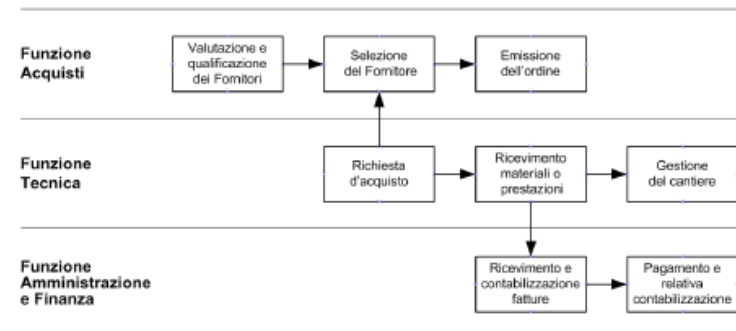 Funzione
Acquisti
Valutazione e
qualificazione
dei Fornitori
Selezione
del Fornitore
Emissione
dell'ordine
Funzione
Tecnica
Richiesta
d'acquisto
Ricevimento
materiali o
prestazioni
Gestione
del cantiere
Funzione
Amministrazione
e Finanza
Ricevimento e
contabilizzazione
fatture
Pagamento e
relativa
contabilizzazione